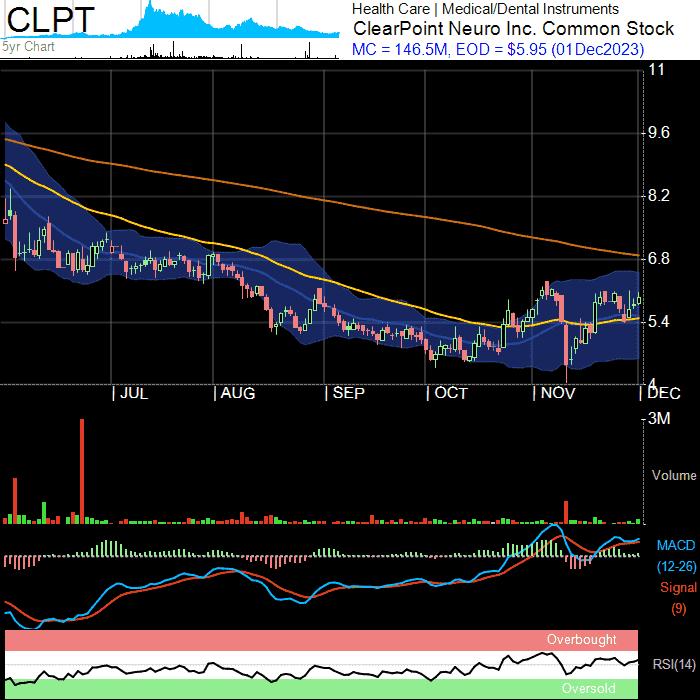 CLPT
5yr Chart
Health Care | Medical/Dental Instruments
ClearPoint Neuro Inc. Common Stock
MC = 146.5M, EOD = $5.95 (01Dec2023)
11
9.6
8.2
6.8
5.4
4
| JUL | AUG | SEP | OCT | NOV | DEC
3M
Volume
MACD
(12-26)
Signal
(9)
Overbought
RSI(14)
Oversold